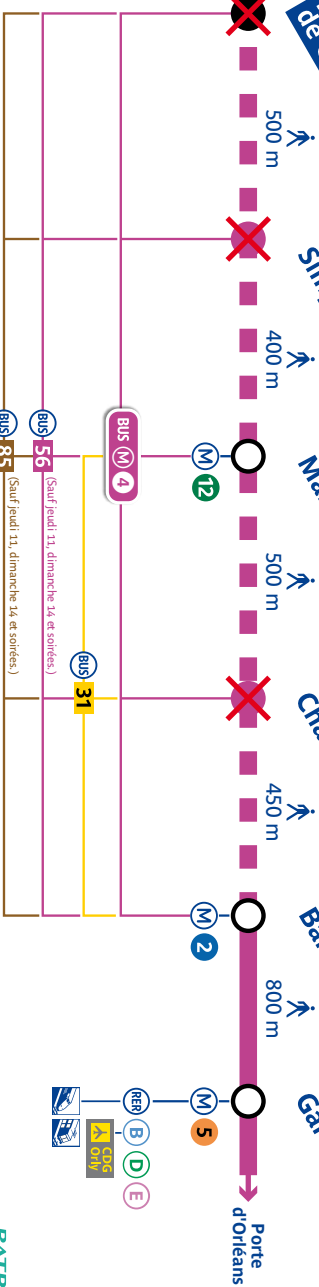 de
500 m
400 m
500 m
450 m
800 m
Porte
d'Orléans
M 12
M 2
M 5
BUS M 4
BUS 31
RER B D E
CDG
Orly
BUS 56
(Sauf jeudi 11, dimanche 14 et soirées.)
BUS 85
(Sauf jeudi 11, dimanche 14 et soirées.)